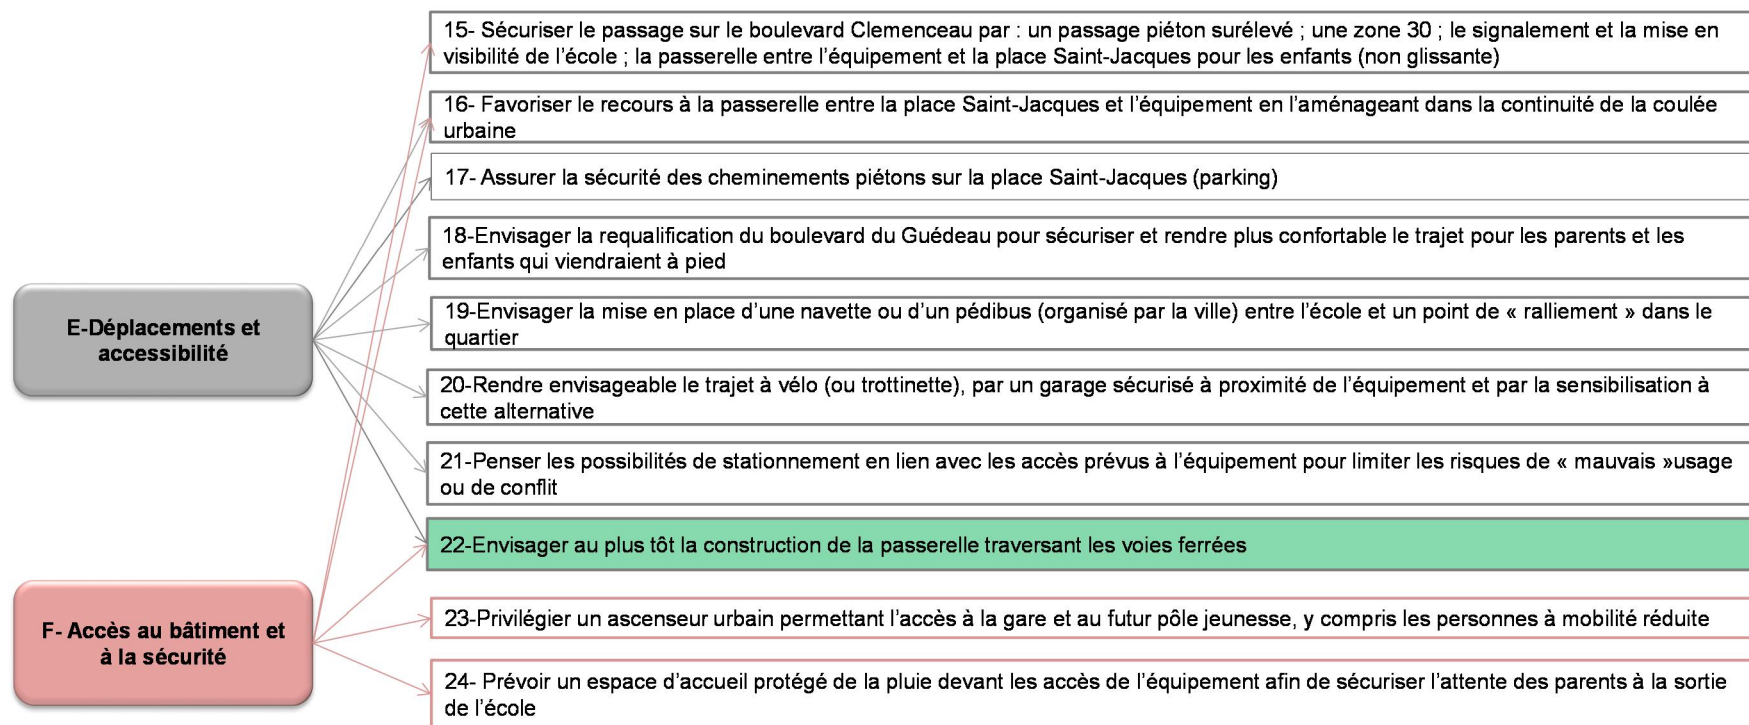 15- Sécuriser le passage sur le boulevard Clemenceau par : un passage piéton surélevé ; une zone 30 ; le signalement et la mise en
visibilité de l’école ; la passerelle entre l’équipement et la place Saint-Jacques pour les enfants (non glissante)
16- Favoriser le recours à la passerelle entre la place Saint-Jacques et l’équipement en l’aménageant dans la continuité de la coulée
urbaine
17- Assurer la sécurité des cheminements piétons sur la place Saint-Jacques (parking)
18-Envisager la requalification du boulevard du Guédeau pour sécuriser et rendre plus confortable le trajet pour les parents et les
enfants qui viendraient à pied
E-Déplacements et
accessibilité
19-Envisager la mise en place d’une navette ou d’un pédibus (organisé par la ville) entre l’école et un point de « ralliement » dans le
quartier
20-Rendre envisageable le trajet à vélo (ou trottinette), par un garage sécurisé à proximité de l’équipement et par la sensibilisation à
cette alternative
21-Penser les possibilités de stationnement en lien avec les accès prévus à l’équipement pour limiter les risques de « mauvais »usage
ou de conflit
22-Envisager au plus tôt la construction de la passerelle traversant les voies ferrées
F- Accès au bâtiment et
à la sécurité
23-Privilégier un ascenseur urbain permettant l’accès à la gare et au futur pôle jeunesse, y compris les personnes à mobilité réduite
24- Prévoir un espace d’accueil protégé de la pluie devant les accès de l’équipement afin de sécuriser l’attente des parents à la sortie
de l’école